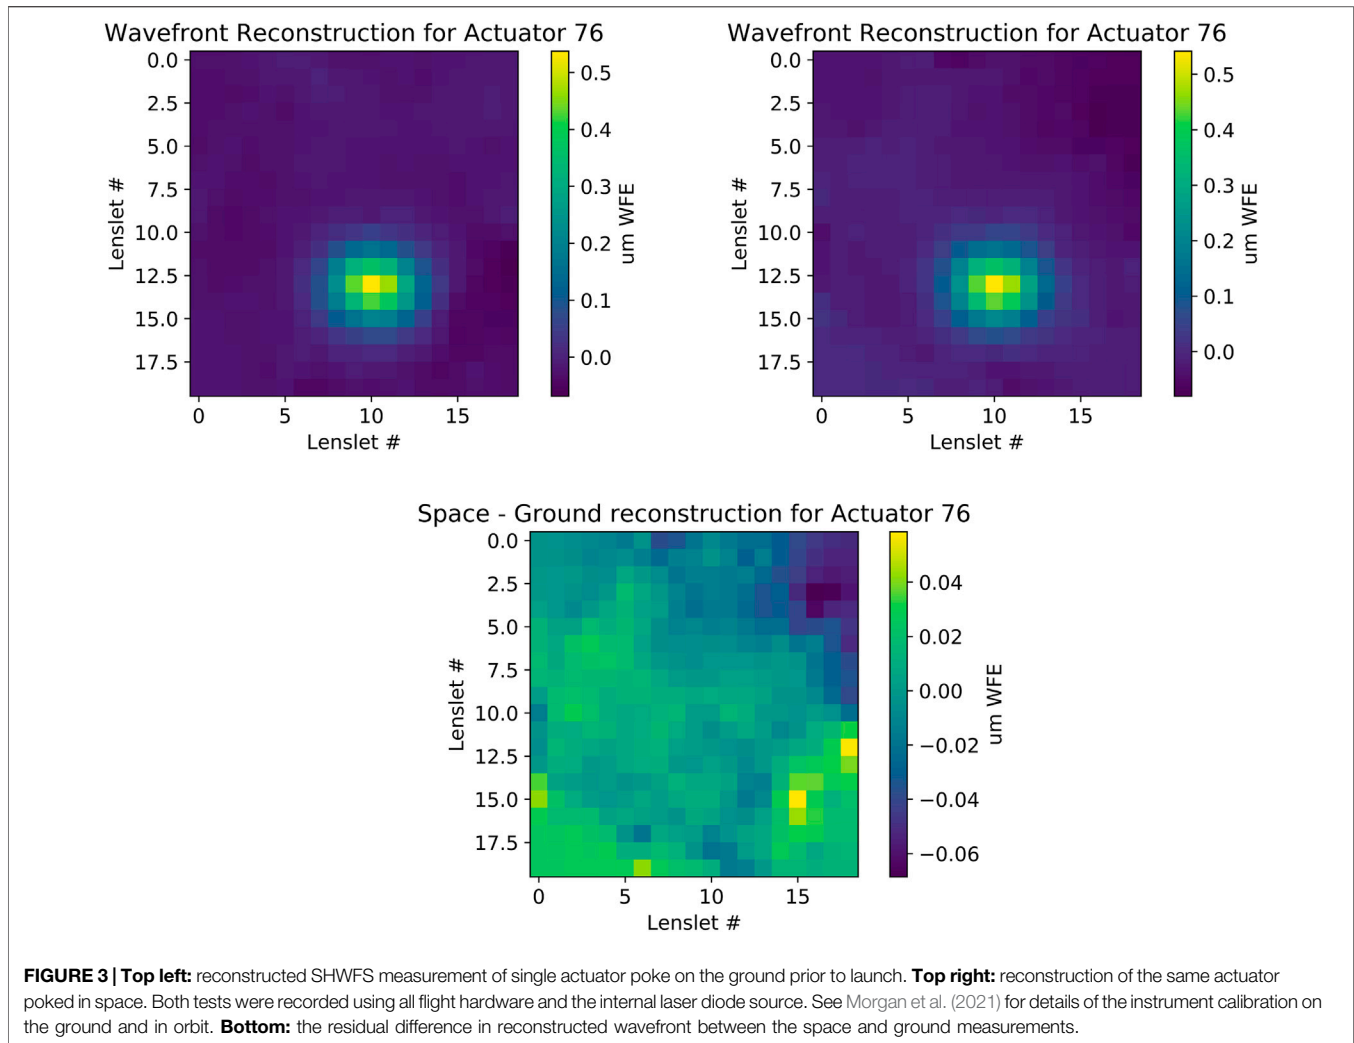 Wavefront Reconstruction for Actuator 76
0.0
2.5
5.0
7.5
10.0
12.5
15.0
17.5
Lenslet #
0 5 10 15
Lenslet #
0.5
0.4
0.3
0.2
0.1
0.0
um WFE
Wavefront Reconstruction for Actuator 76
0.0
2.5
5.0
7.5
10.0
12.5
15.0
17.5
Lenslet #
0 5 10 15
Lenslet #
0.5
0.4
0.3
0.2
0.1
0.0
um WFE
Space - Ground reconstruction for Actuator 76
0.0
2.5
5.0
7.5
10.0
12.5
15.0
17.5
Lenslet #
0 5 10 15
Lenslet #
0.04
0.02
0.00
−0.02
−0.04
−0.06
um WFE
FIGURE 3 | Top left: reconstructed SHWFS measurement of single actuator poke on the ground prior to launch. Top right: reconstruction of the same actuator
poked in space. Both tests were recorded using all flight hardware and the internal laser diode source. See Morgan et al. (2021) for details of the instrument calibration on
the ground and in orbit. Bottom: the residual difference in reconstructed wavefront between the space and ground measurements.